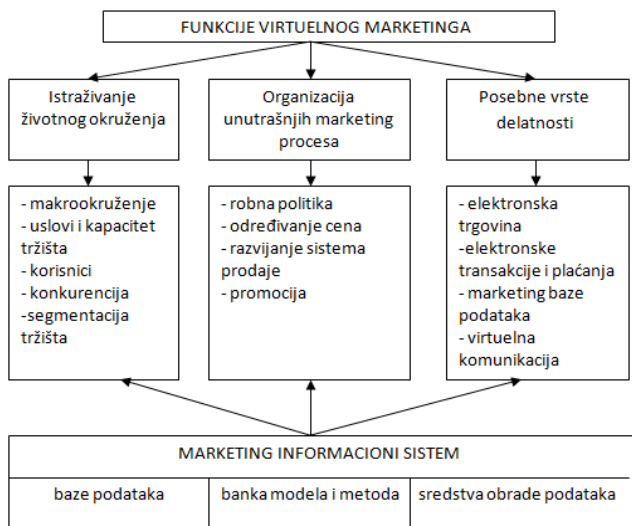 FUNKCIJE VIRTUELNOG MARKETINGA
Istraživanje
životnog okruženja
Organizacija
unutrašnjih marketing
procesa
Posebne vrste
delatnosti
- makrookruženje
- uslovi i kapacitet
tržišta
- korisnici
- konkurencija
-segmentacija
tržišta
- robna politika
- određivanje cena
- razvijanje sistema
prodaje
- promocija
- elektronska
trgovina
-elektronske
transakcije i plaćanja
- marketing baze
podataka
- virtuelna
komunikacija
MARKETING INFORMACIONI SISTEM
baze podataka
banka modela i metoda
sredstva obrade podataka